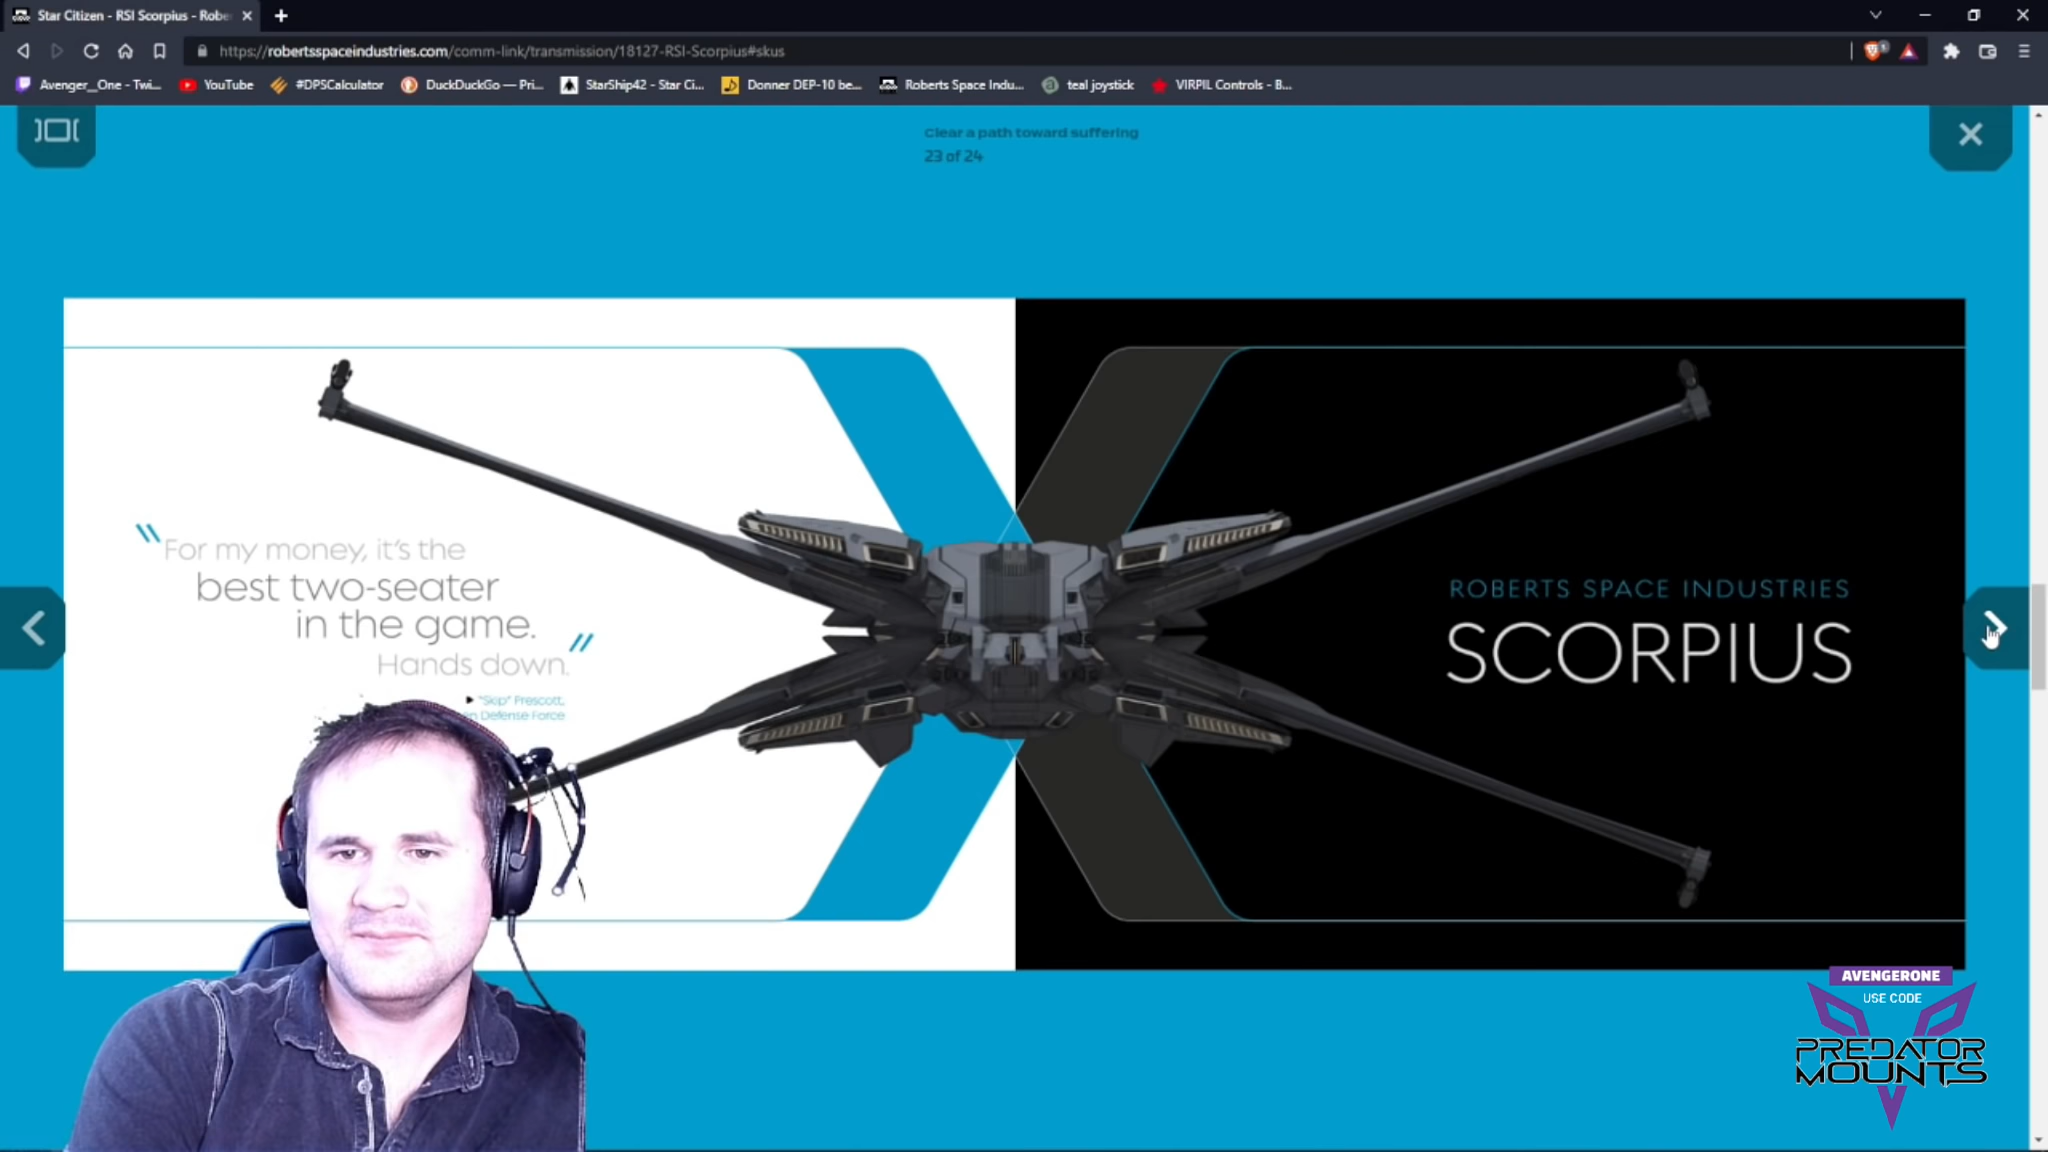 Star Citizen - RSI Scorpius - Robe
https://robertsspaceindustries.com/comm-link/transmission/18127-RSI-Scorpius#skus
Avenger__One - Twi...
YouTube
#DPSCalculator
DuckDuckGo — Pri...
StarShip42 - Star Ci...
Donner DEP-10 be...
Roberts Space Indu...
teal joystick
VIRPIL Controls - B...
Clear a path toward suffering
23 of 24
For my money, it's the
best two-seater
in the game.
Hands down.
"Skip" Prescott,
Defense Force
ROBERTS SPACE INDUSTRIES
SCORPIUS
AVENGERONE
USE CODE
PREDATOR
MOUNTS